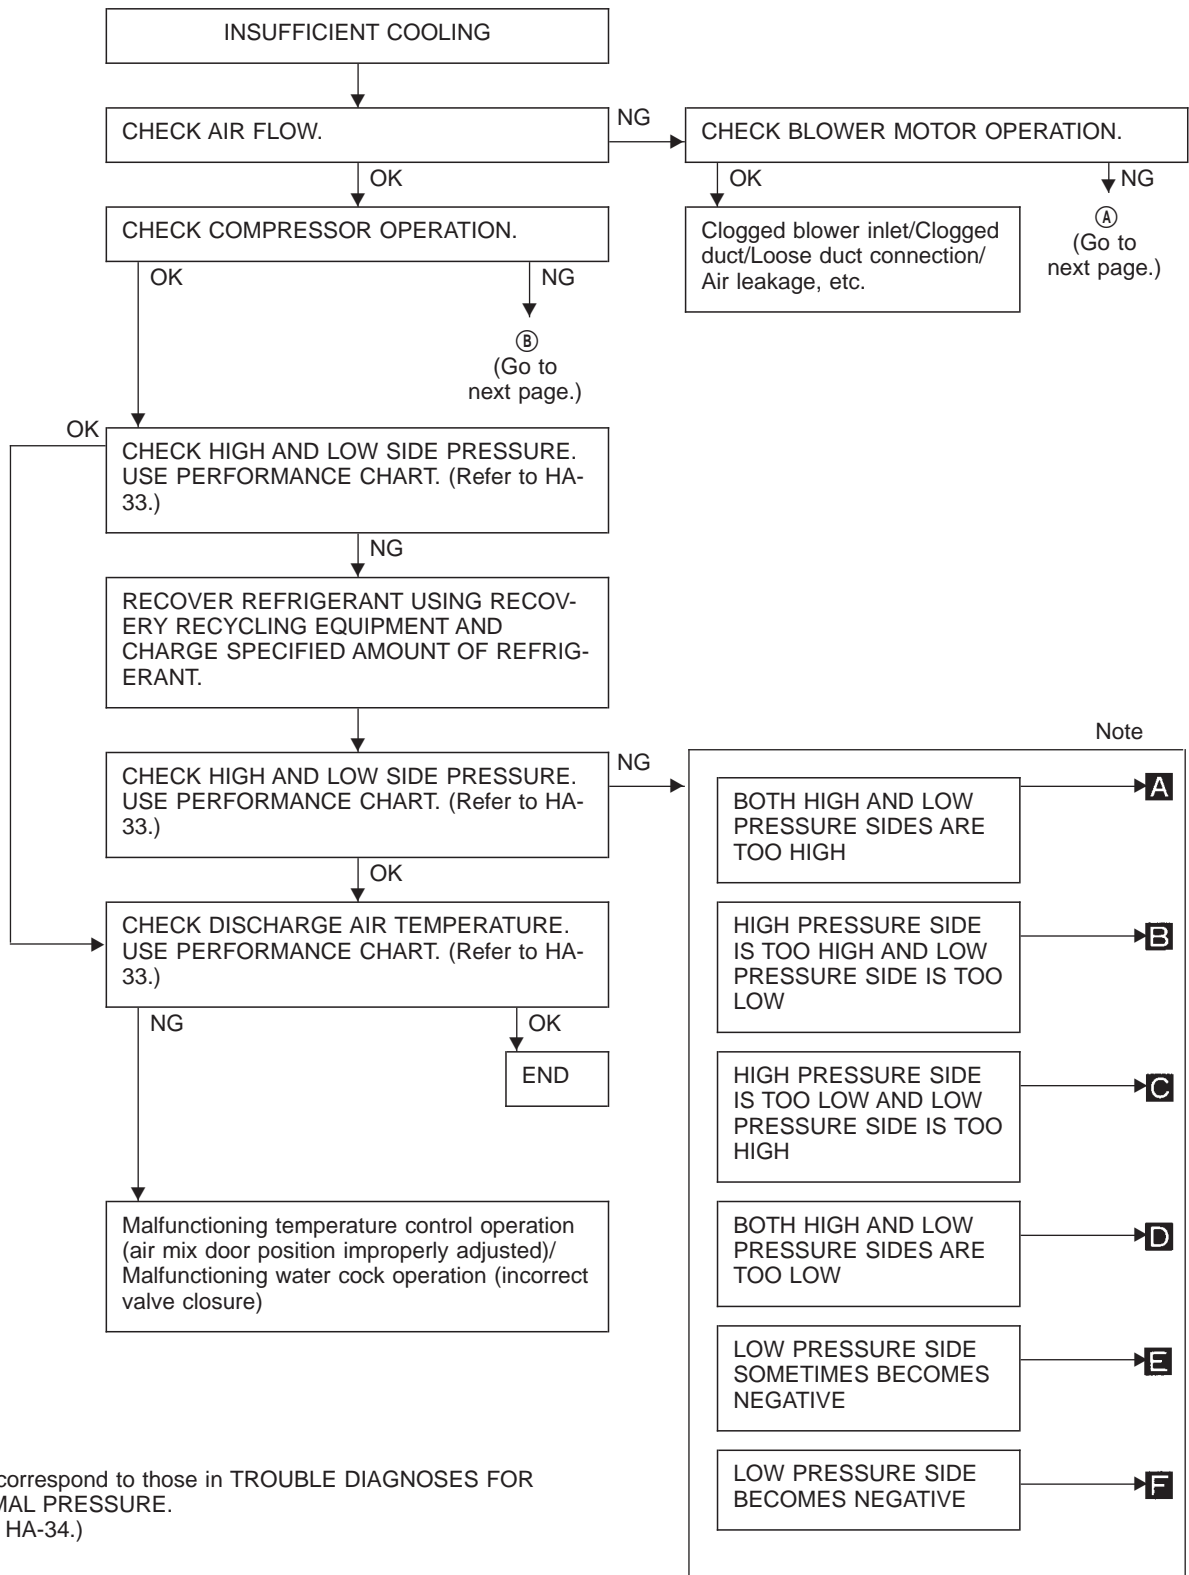 INSUFFICIENT COOLING
CHECK AIR FLOW.
NG
CHECK BLOWER MOTOR OPERATION.
OK
OK
NG
CHECK COMPRESSOR OPERATION.
Clogged blower inlet/Clogged
duct/Loose duct connection/
Air leakage, etc.
Ⓐ
(Go to
next page.)
OK
NG
Ⓑ
(Go to
next page.)
OK
CHECK HIGH AND LOW SIDE PRESSURE.
USE PERFORMANCE CHART. (Refer to HA-
33.)
NG
RECOVER REFRIGERANT USING RECOV-
ERY RECYCLING EQUIPMENT AND
CHARGE SPECIFIED AMOUNT OF REFRIG-
ERANT.
CHECK HIGH AND LOW SIDE PRESSURE.
USE PERFORMANCE CHART. (Refer to HA-
33.)
NG
OK
CHECK DISCHARGE AIR TEMPERATURE.
USE PERFORMANCE CHART. (Refer to HA-
33.)
NG
OK
END
Malfunctioning temperature control operation
(air mix door position improperly adjusted)/
Malfunctioning water cock operation (incorrect
valve closure)
Note
BOTH HIGH AND LOW
PRESSURE SIDES ARE
TOO HIGH
A
HIGH PRESSURE SIDE
IS TOO HIGH AND LOW
PRESSURE SIDE IS TOO
LOW
B
HIGH PRESSURE SIDE
IS TOO LOW AND LOW
PRESSURE SIDE IS TOO
HIGH
C
BOTH HIGH AND LOW
PRESSURE SIDES ARE
TOO LOW
D
LOW PRESSURE SIDE
SOMETIMES BECOMES
NEGATIVE
E
LOW PRESSURE SIDE
BECOMES NEGATIVE
F
correspond to those in TROUBLE DIAGNOSES FOR
MAL PRESSURE.
HA-34.)